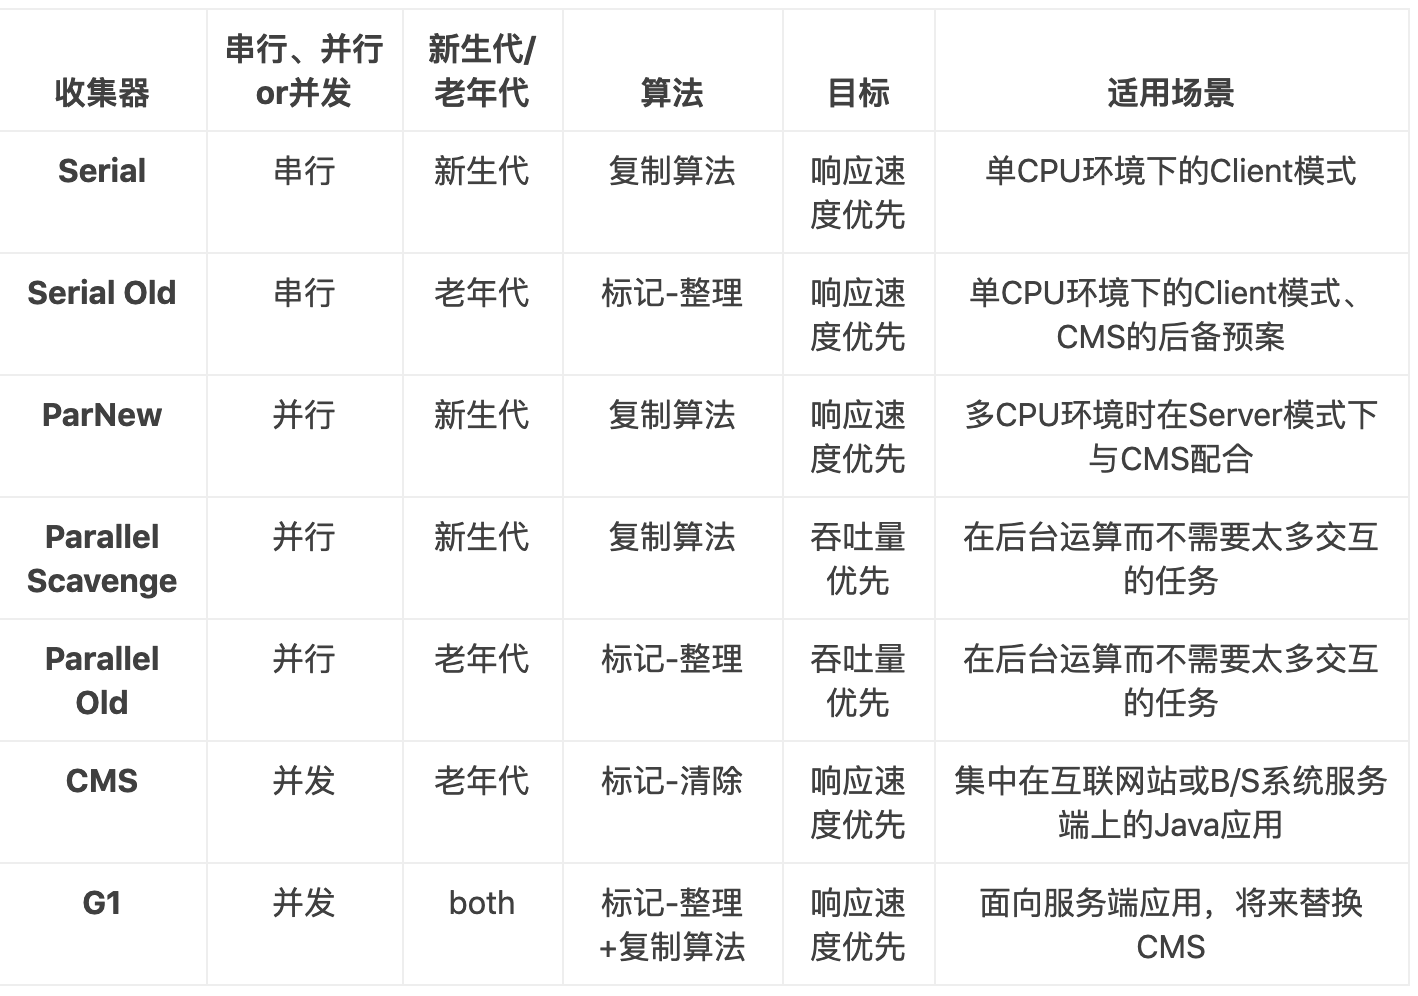 收集器
串行、并行
or并发
新生代/
老年代
算法
目标
适用场景
Serial
串行
新生代
复制算法
响应速
度优先
单CPU环境下的Client模式
Serial Old
串行
老年代
标记-整理
响应速
度优先
单CPU环境下的Client模式、
CMS的后备预案
ParNew
并行
新生代
复制算法
响应速
度优先
多CPU环境时在Server模式下
与CMS配合
Parallel
Scavenge
并行
新生代
复制算法
吞吐量
优先
在后台运算而不需要太多交互
的任务
Parallel
Old
并行
老年代
标记-整理
吞吐量
优先
在后台运算而不需要太多交互
的任务
CMS
并发
老年代
标记-清除
响应速
度优先
集中在互联网站或B/S系统服务
端上的Java应用
G1
并发
both
标记-整理
+复制算法
响应速
度优先
面向服务端应用，将来替换
CMS